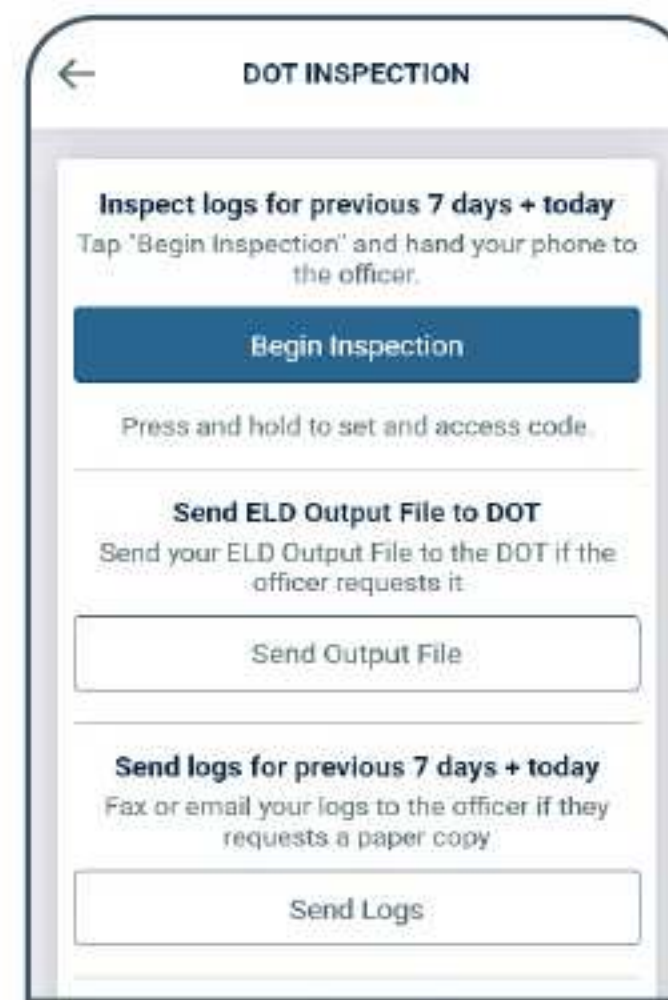 DOT INSPECTION
Inspect logs for previous 7 days + today
Tap "Begin Inspection" and hand your phone to
the officer.
Begin Inspection
Press and hold to set and access code.
Send ELD Output File to DOT
Send your ELD Output File to the DOT if the
officer requests it
Send Output File
Send logs for previous 7 days + today
Fax or email your logs to the officer if they
requests a paper copy
Send Logs